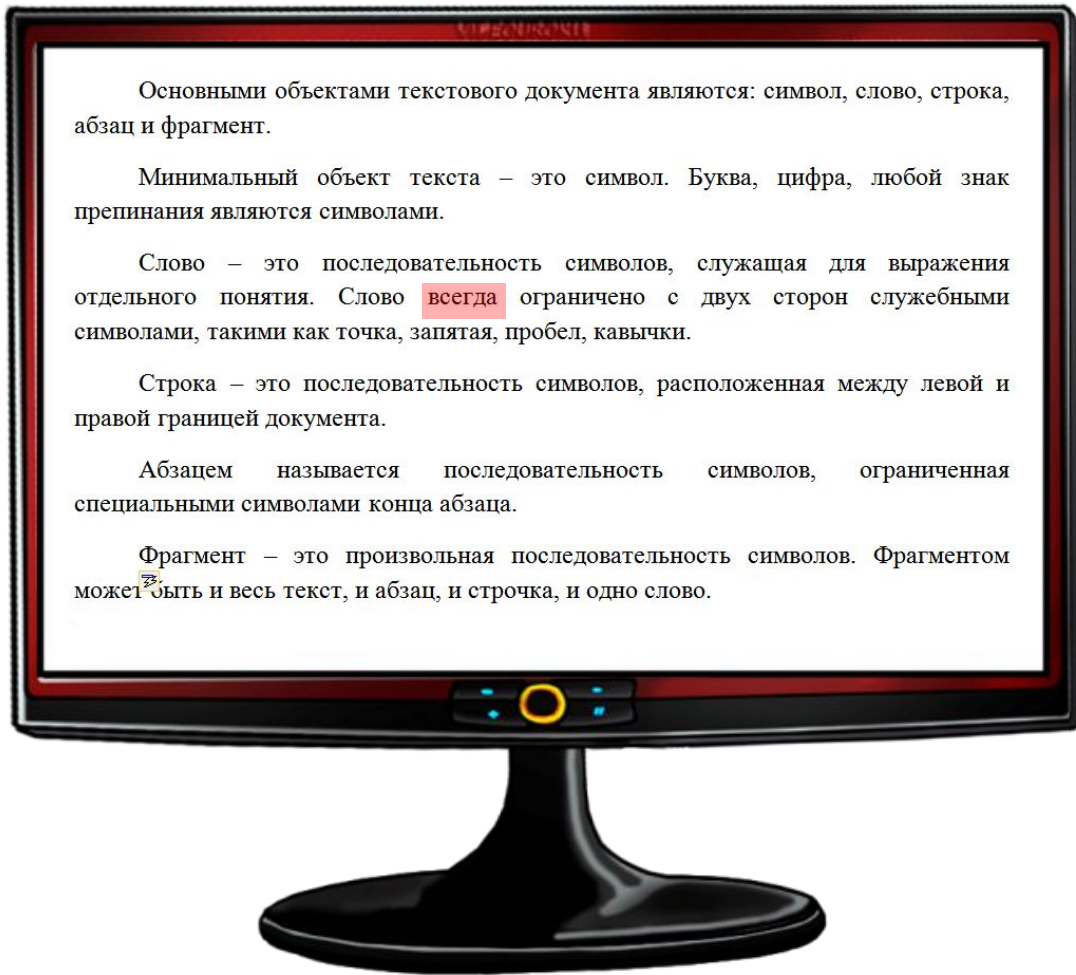 Основными объектами текстового документа являются: символ, слово, строка,
абзац и фрагмент.
Минимальный объект текста – это символ. Буква, цифра, любой знак
препинания являются символами.
Слово – это последовательность символов, служащая для выражения
отдельного понятия. Слово всегда ограничено с двух сторон служебными
символами, такими как точка, запятая, пробел, кавычки.
Строка – это последовательность символов, расположенная между левой и
правой границей документа.
Абзацем называется последовательность символов, ограниченная
специальными символами конца абзаца.
Фрагмент – это произвольная последовательность символов. Фрагментом
может быть и весь текст, и абзац, и строчка, и одно слово.